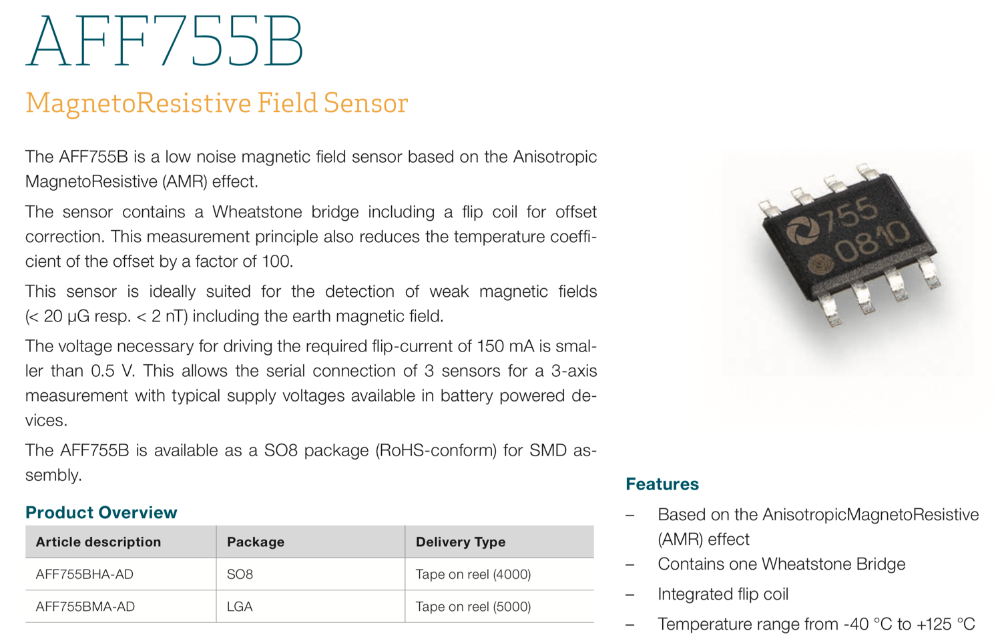 AFF755B
MagnetoResistive Field Sensor
The AFF755B is a low noise magnetic field sensor based on the Anisotropic
MagnetoResistive (AMR) effect.
The sensor contains a Wheatstone bridge including a flip coil for offset
correction. This measurement principle also reduces the temperature coeffi-
cient of the offset by a factor of 100.
This sensor is ideally suited for the detection of weak magnetic fields
(< 20 µG resp. < 2 nT) including the earth magnetic field.
The voltage necessary for driving the required flip-current of 150 mA is smal-
ler than 0.5 V. This allows the serial connection of 3 sensors for a 3-axis
measurement with typical supply voltages available in battery powered de-
vices.
The AFF755B is available as a SO8 package (RoHS-conform) for SMD as-
sembly.
Product Overview
Article description Package Delivery Type
AFF755BHA-AD SO8 Tape on reel (4000)
AFF755BMA-AD LGA Tape on reel (5000)
755
0810
Features
– Based on the AnisotropicMagnetoResistive
(AMR) effect
– Contains one Wheatstone Bridge
– Integrated flip coil
– Temperature range from -40 °C to +125 °C